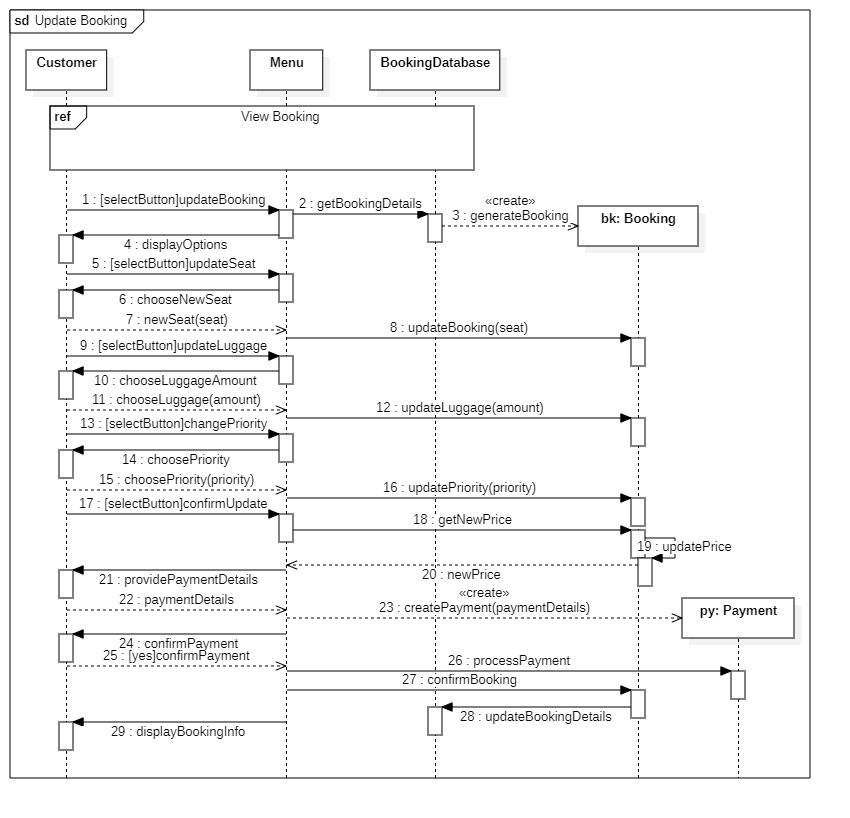 sd Update Booking
Customer
Menu
BookingDatabase
ref
View Booking
1 : [selectButton]updateBooking
2 : getBookingDetails
«create»
3 : generateBooking
bk: Booking
4 : displayOptions
5 : [selectButton]updateSeat
6 : chooseNewSeat
7 : newSeat(seat)
8 : updateBooking(seat)
9 : [selectButton]updateLuggage
10 : chooseLuggageAmount
11 : chooseLuggage(amount)
12 : updateLuggage(amount)
13 : [selectButton]changePriority
14 : choosePriority
15 : choosePriority(priority)
16 : updatePriority(priority)
17 : [selectButton]confirmUpdate
18 : getNewPrice
19 : updatePrice
20 : newPrice
21 : providePaymentDetails
22 : paymentDetails
«create»
23 : createPayment(paymentDetails)
py: Payment
24 : confirmPayment
25 : [yes]confirmPayment
26 : processPayment
27 : confirmBooking
28 : updateBookingDetails
29 : displayBookingInfo